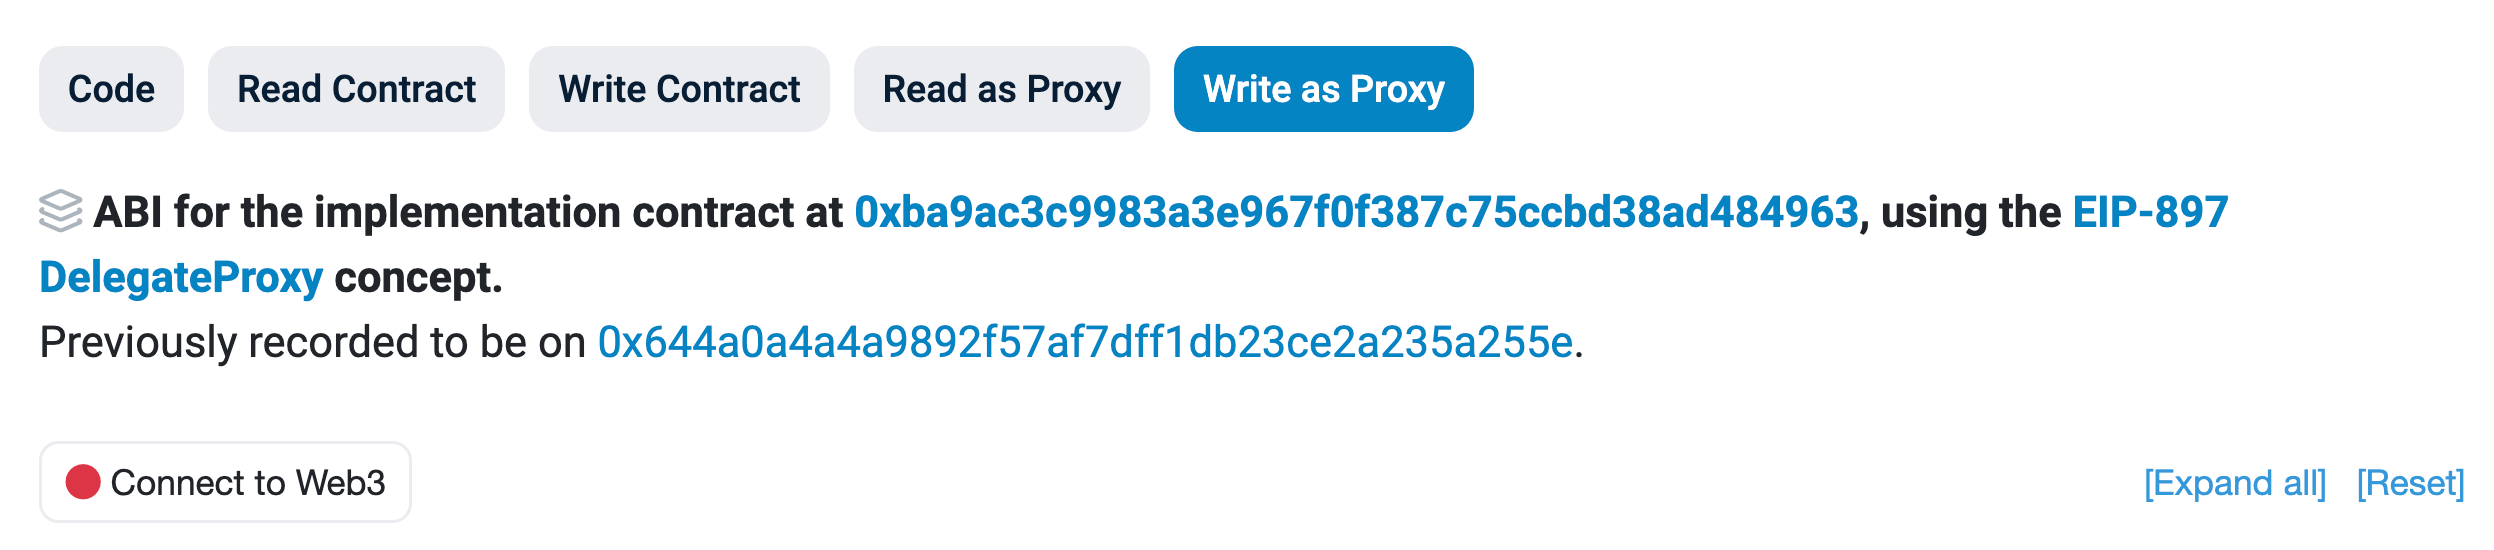 Code Read Contract Write Contract Read as Proxy Write as Proxy
ABI for the implementation contract at 0xba9ac3c9983a3e967f0f387c75ccbd38ad484963, using the EIP-897
DelegateProxy concept.
Previously recorded to be on 0x644a0a4a4a9892f57af7dff1db23ce2a235a255e.
Connect to Web3 [Expand all] [Reset]